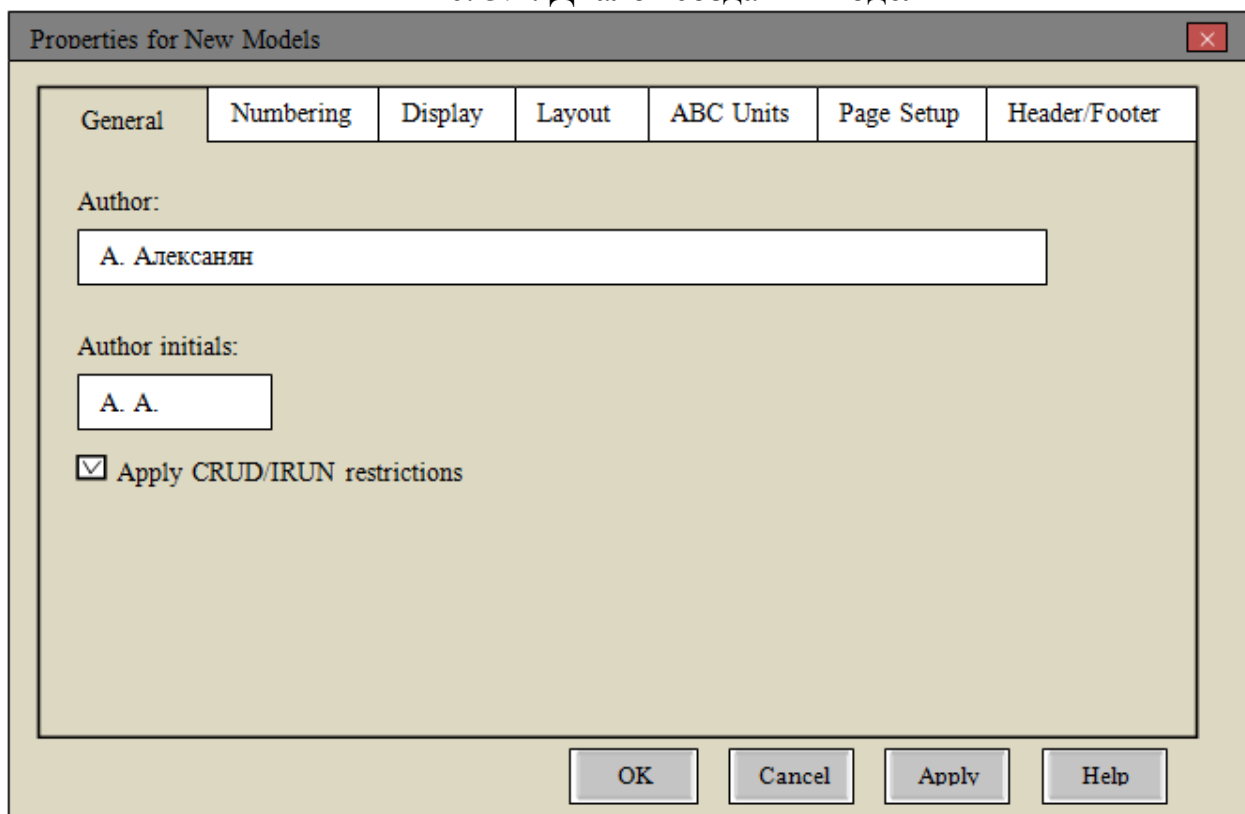 Properties for New Models
General
Numbering
Display
Layout
ABC Units
Page Setup
Header/Footer
Author:
А. Алексанян
Author initials:
А. А.
Apply CRUD/IRUN restrictions
OK
Cancel
Apply
Help